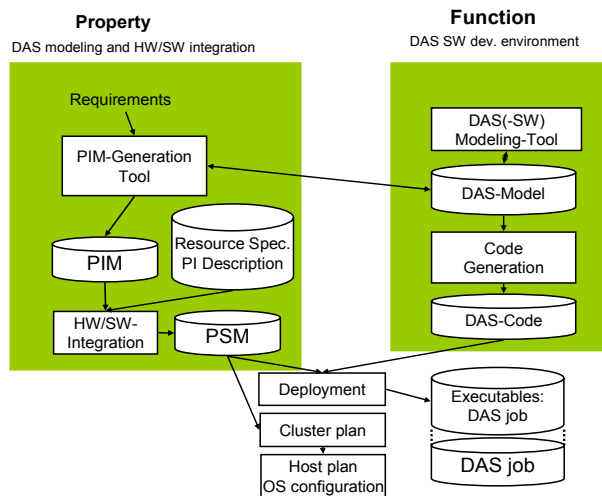 Property
DAS modeling and HW/SW integration
Function
DAS SW dev. environment
Requirements
PIM-Generation
Tool
Resource Spec.
PI Description
PIM
HW/SW-
Integration
PSM
DAS(-SW)
Modeling-Tool
DAS-Model
Code
Generation
DAS-Code
Deployment
Cluster plan
Host plan
OS configuration
Executables:
DAS job
DAS job